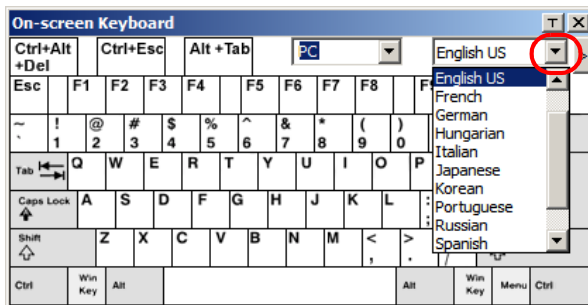 On-screen Keyboard T X
Ctrl+Alt +Del Ctrl+Esc Alt +Tab PC English US >
Esc F1 F2 F3 F4 F5 F6 F7 F8 F9
English US
French
German
Hungarian
Italian
Japanese
Korean
Portuguese
Russian
Spanish
~ ! @ # $ % ^ & * ( )
` 1 2 3 4 5 6 7 8 9 0
Tab Q W E R T Y U I O P
Caps Lock A S D F G H J K L :
;
Shift Z X C V B N M < >
, . /
Ctrl Win Key Alt Alt Win Key Menu Ctrl